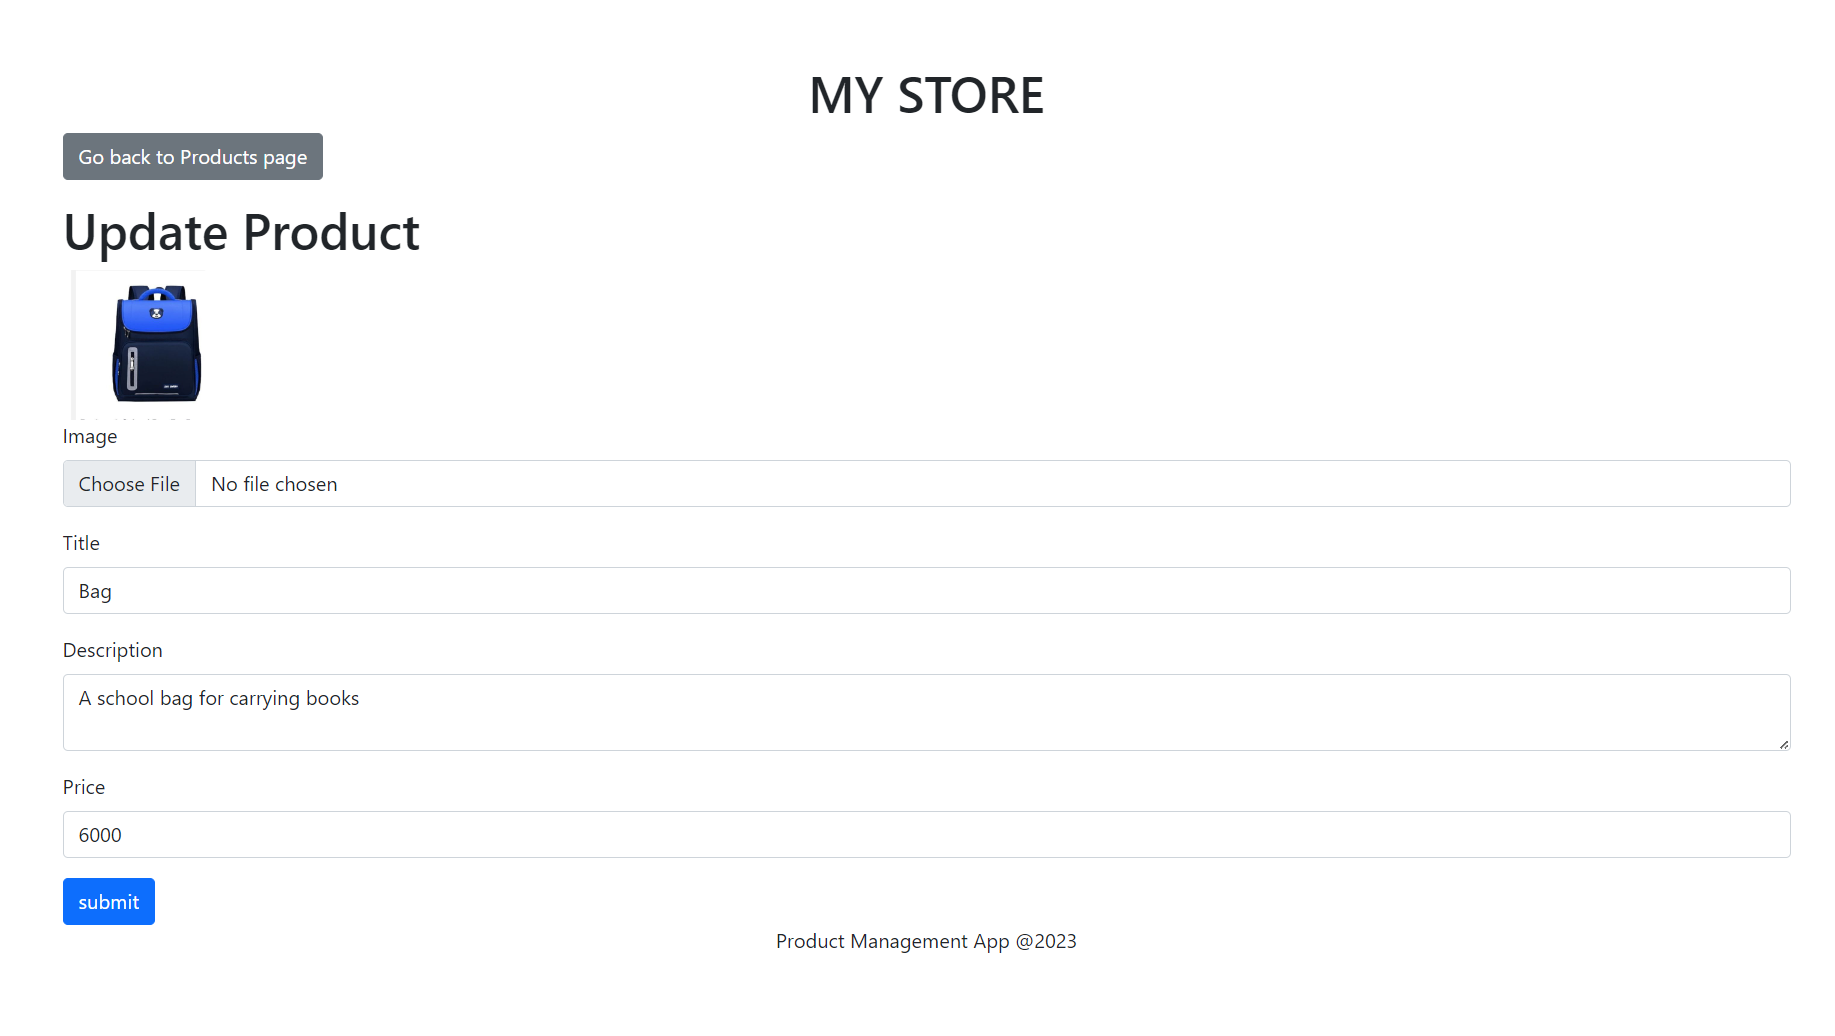 MY STORE
Go back to Products page
Update Product
Image
Choose File No file chosen
Title
Bag
Description
A school bag for carrying books
Price
6000
submit
Product Management App @2023